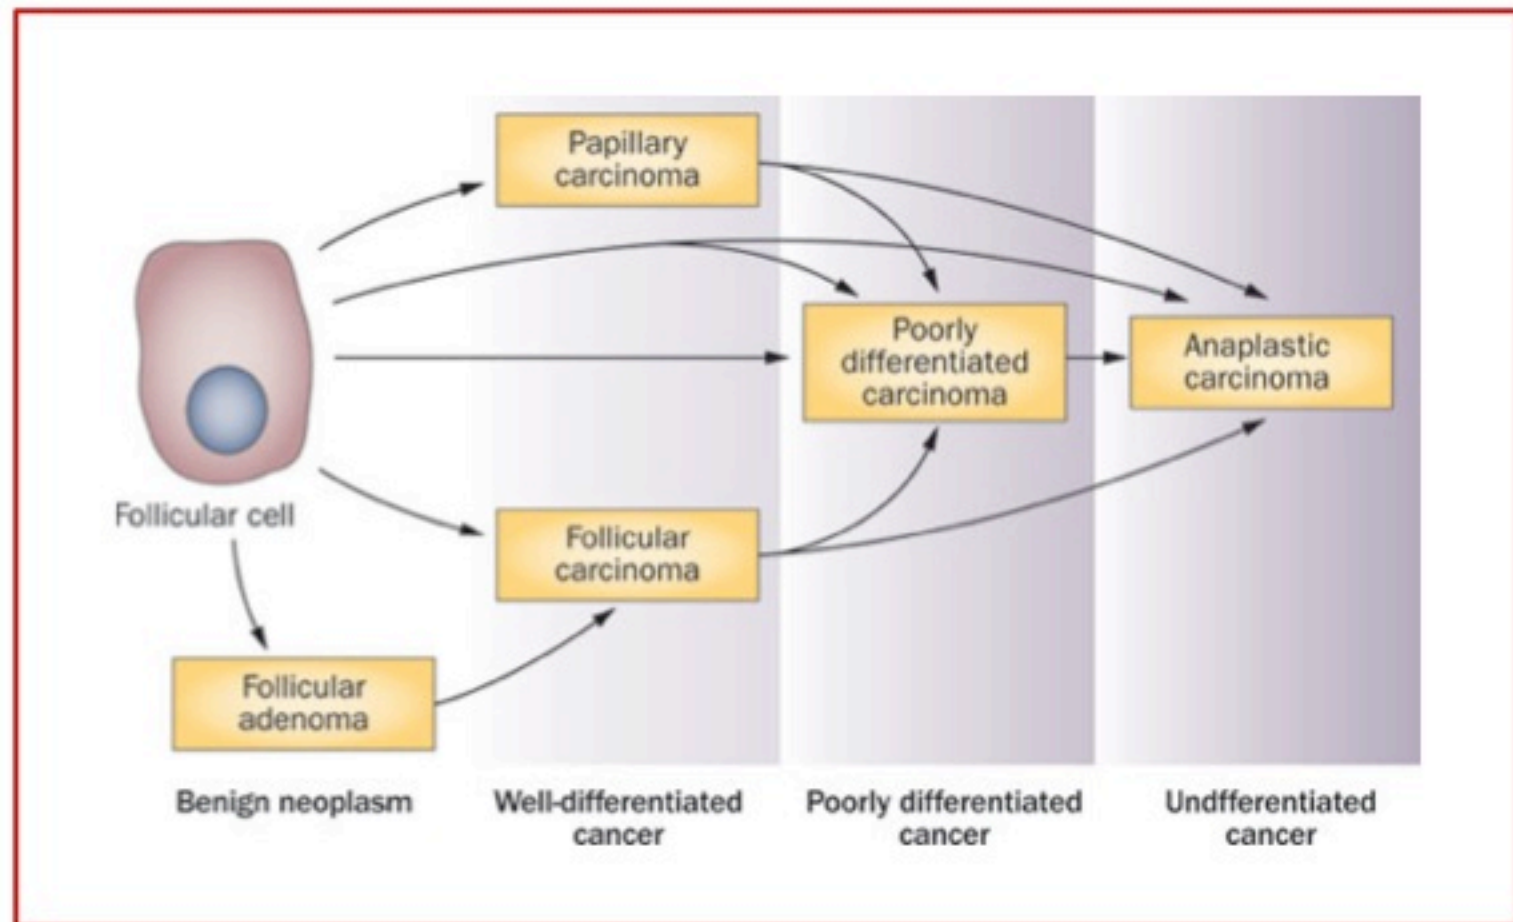 Papillary
carcinoma
Poorly
differentiated
carcinoma
Anaplastic
carcinoma
Follicular cell
Follicular
carcinoma
Follicular
adenoma
Benign neoplasm
Well-differentiated
cancer
Poorly differentiated
cancer
Undfferentiated
cancer